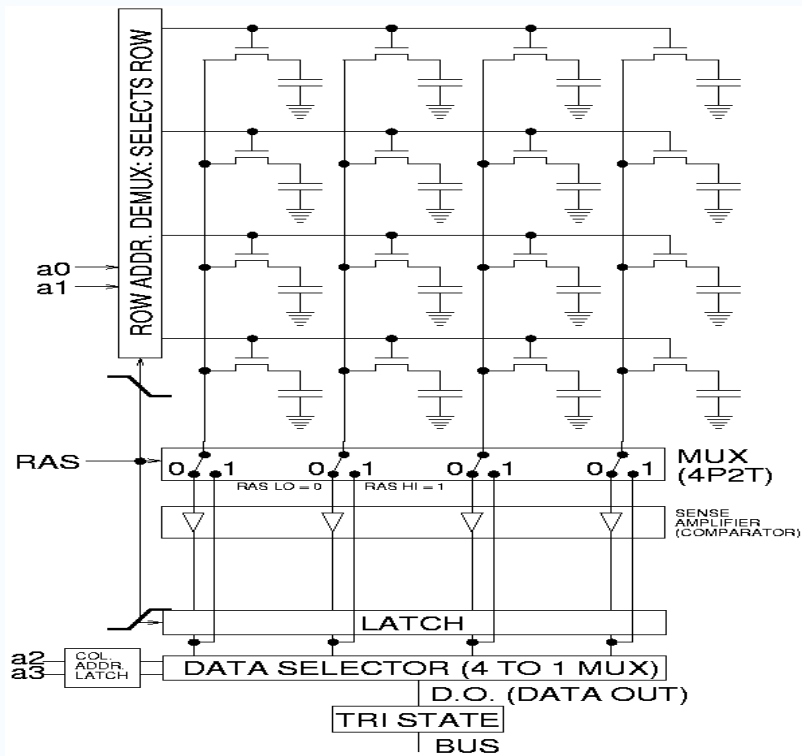 ROW ADDR. DEMUX: SELECTS ROW
a0
a1
RAS
0 1 0 1 0 1 0 1
MUX
(4P2T)
RAS LO = 0 RAS HI = 1
SENSE
AMPLIFIER
(COMPARATOR)
LATCH
a2
a3
COL.
ADDR.
LATCH
DATA SELECTOR (4 TO 1 MUX)
D.O. (DATA OUT)
TRI STATE
BUS